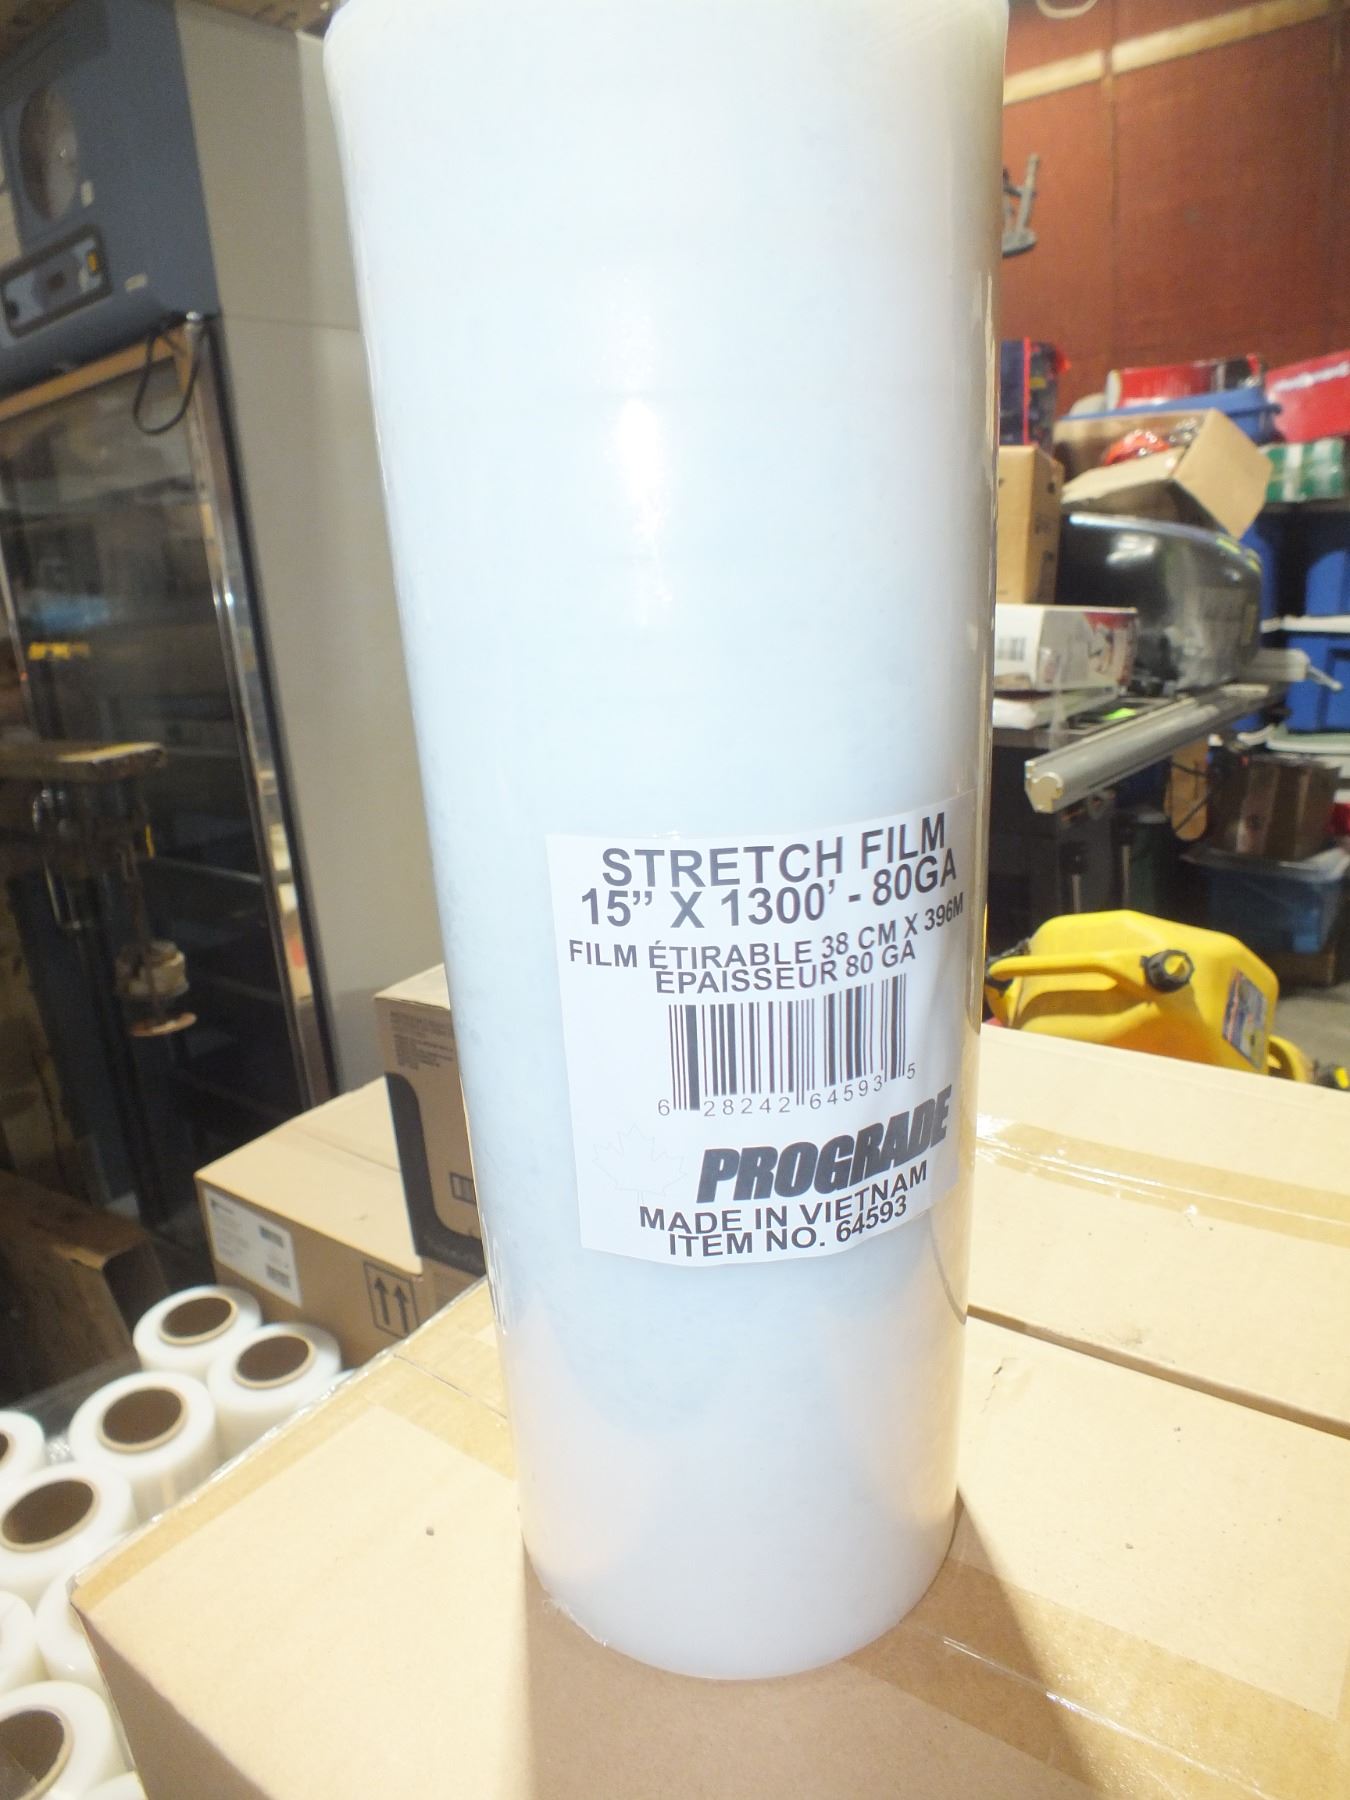 STRETCH FILM
15” X 1300’ - 80GA
FILM ÉTIRABLE 38 CM X 396M
ÉPAISSEUR 80 GA
6 28242 64593 5
PROGRADE
MADE IN VIETNAM
ITEM NO. 64593